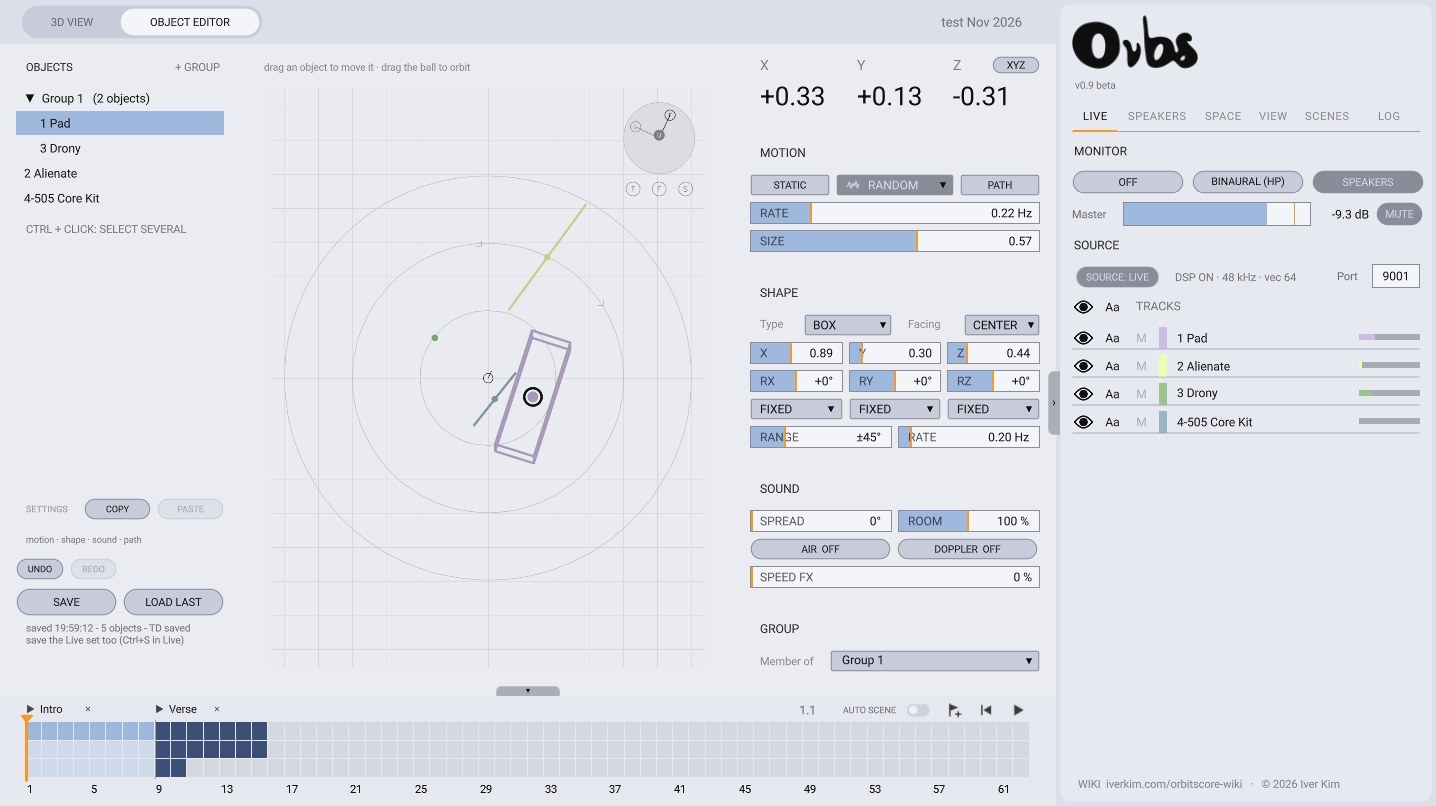 3D VIEW
OBJECT EDITOR
test Nov 2026
OBJECTS
+ GROUP
▼ Group 1 (2 objects)
1 Pad
3 Drony
2 Alienate
4-505 Core Kit
CTRL + CLICK: SELECT SEVERAL
SETTINGS
COPY
PASTE
motion · shape · sound · path
UNDO
REDO
SAVE
LOAD LAST
saved 19:59:12 - 5 objects - TD saved
save the Live set too (Ctrl+S in Live)
drag an object to move it · drag the ball to orbit
T F S
X Y Z XYZ
+0.33 +0.13 -0.31
MOTION
STATIC RANDOM ▼ PATH
RATE 0.22 Hz
SIZE 0.57
SHAPE
Type BOX ▼ Facing CENTER ▼
X 0.89 Y 0.30 Z 0.44
RX +0° RY +0° RZ +0°
FIXED ▼ FIXED ▼ FIXED ▼
RANGE ±45° RATE 0.20 Hz
SOUND
SPREAD 0° ROOM 100 %
AIR OFF DOPPLER OFF
SPEED FX 0 %
GROUP
Member of Group 1 ▼
Intro × Verse × 1.1 AUTO SCENE
1 5 9 13 17 21 25 29 33 37 41 45 49 53 57 61
Orbs
v0.9 beta
LIVE SPEAKERS SPACE VIEW SCENES LOG
MONITOR
OFF BINAURAL (HP) SPEAKERS
Master -9.3 dB MUTE
SOURCE
SOURCE: LIVE DSP ON · 48 kHz · vec 64 Port 9001
Aa TRACKS
Aa M 1 Pad
Aa M 2 Alienate
Aa M 3 Drony
Aa M 4-505 Core Kit
WIKI iverkim.com/orbitscore-wiki · © 2026 Iver Kim